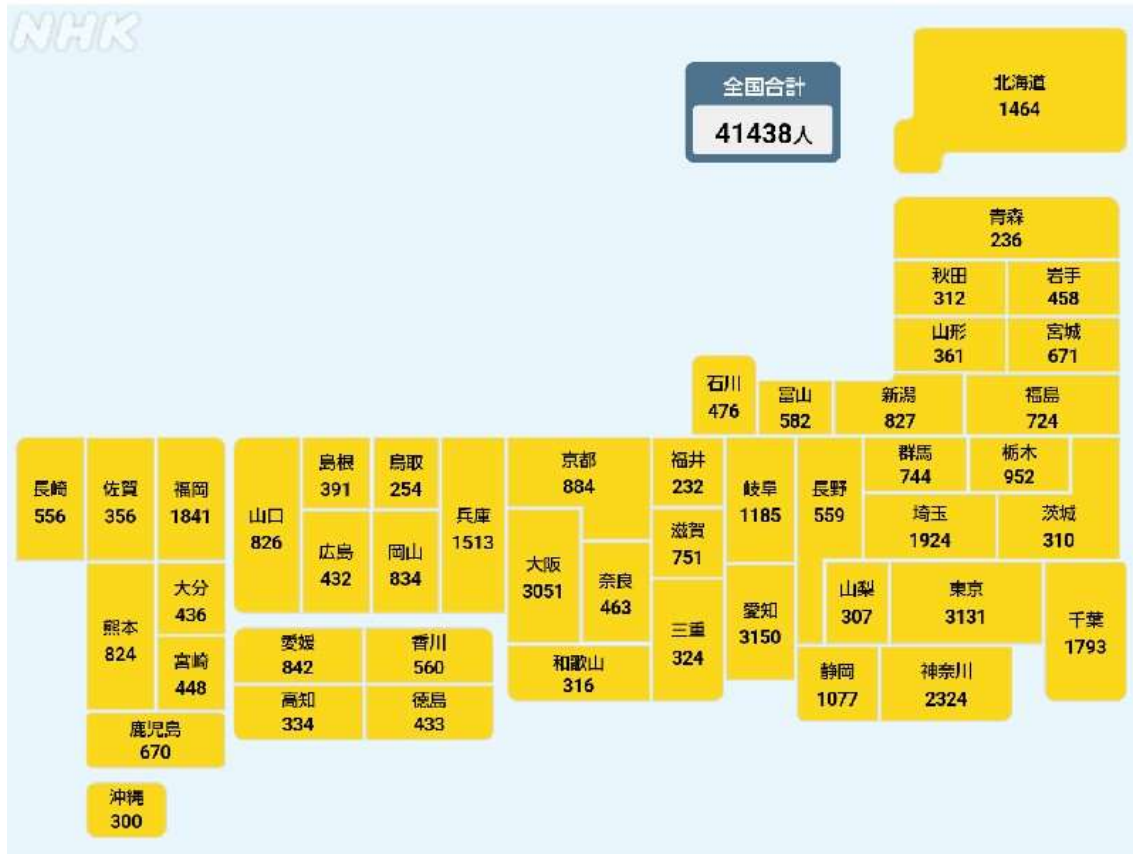 NHK
全国合計
41438人
北海道
1464
青森
236
秋田
312
岩手
458
山形
361
宮城
671
石川
476
富山
582
新潟
827
福島
724
長崎
556
佐賀
356
福岡
1841
山口
826
島根
391
鳥取
254
兵庫
1513
京都
884
福井
232
岐阜
1185
長野
559
群馬
744
栃木
952
埼玉
1924
茨城
310
広島
432
岡山
834
大阪
3051
滋賀
751
奈良
463
熊本
824
大分
436
宮崎
448
三重
324
愛知
3150
山梨
307
東京
3131
千葉
1793
愛媛
842
香川
560
和歌山
316
静岡
1077
神奈川
2324
高知
334
徳島
433
鹿児島
670
沖縄
300